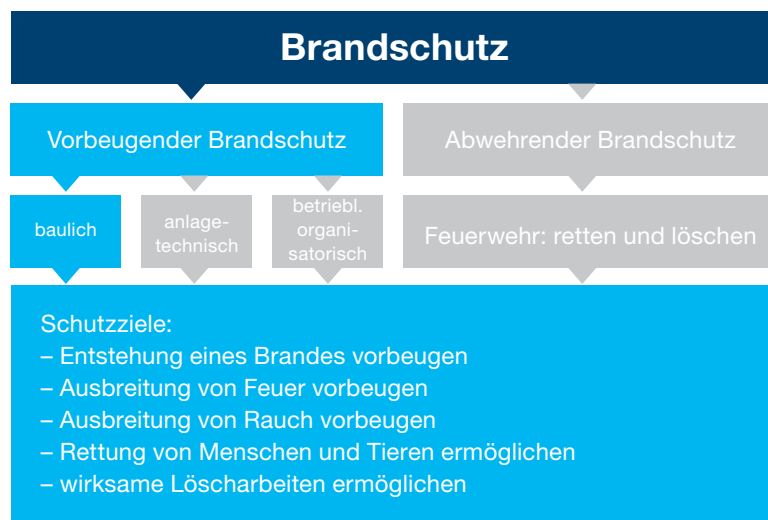 Brandschutz
Vorbeugender Brandschutz
Abwehrender Brandschutz
baulich
anlage-
technisch
betriebl.
organi-
satorisch
Feuerwehr: retten und löschen
Schutzziele:
– Entstehung eines Brandes vorbeugen
– Ausbreitung von Feuer vorbeugen
– Ausbreitung von Rauch vorbeugen
– Rettung von Menschen und Tieren ermöglichen
– wirksame Löscharbeiten ermöglichen